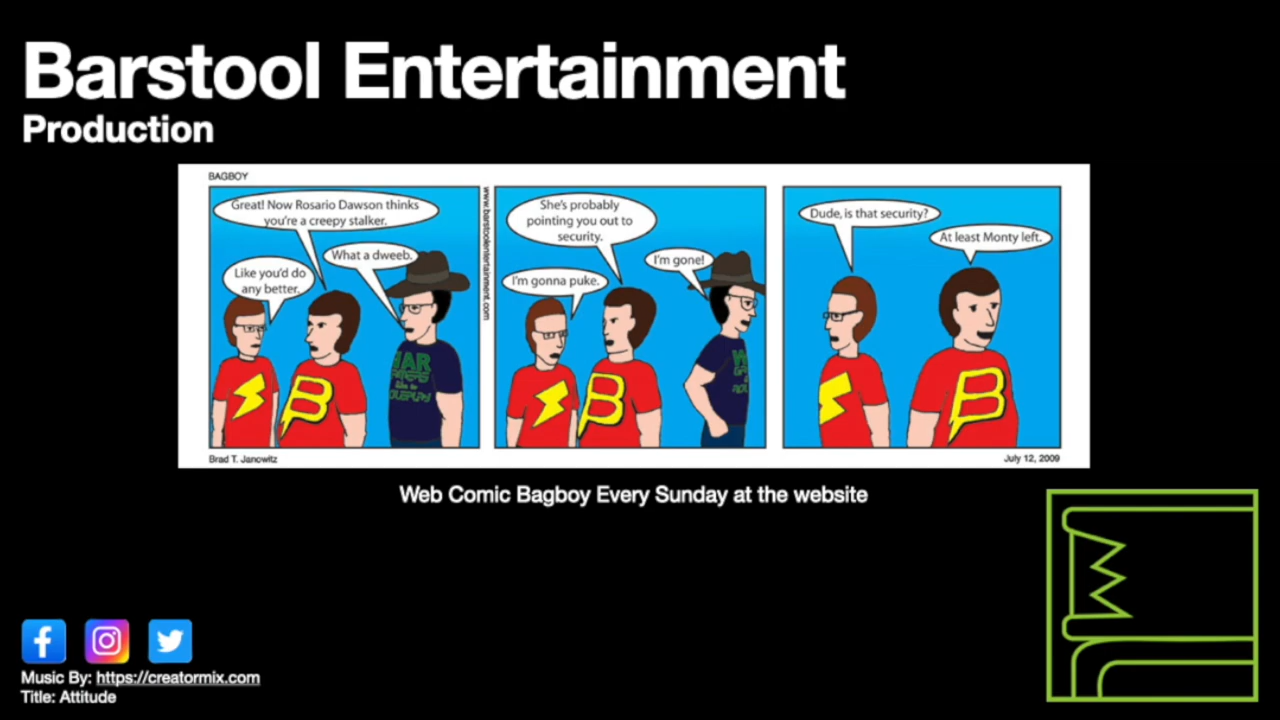 Barstool Entertainment
Production
BAGBOY
Great! Now Rosario Dawson thinks
you're a creepy stalker.
What a dweeb.
Like you'd do
any better.
www.barstoolentertainment.com
She's probably
pointing you out to
security.
I'm gone!
I'm gonna puke.
Dude, is that security?
At least Monty left.
B
B
B
Brad T. Janowitz
July 12, 2009
Web Comic Bagboy Every Sunday at the website
Music By: https://creatormix.com
Title: Attitude